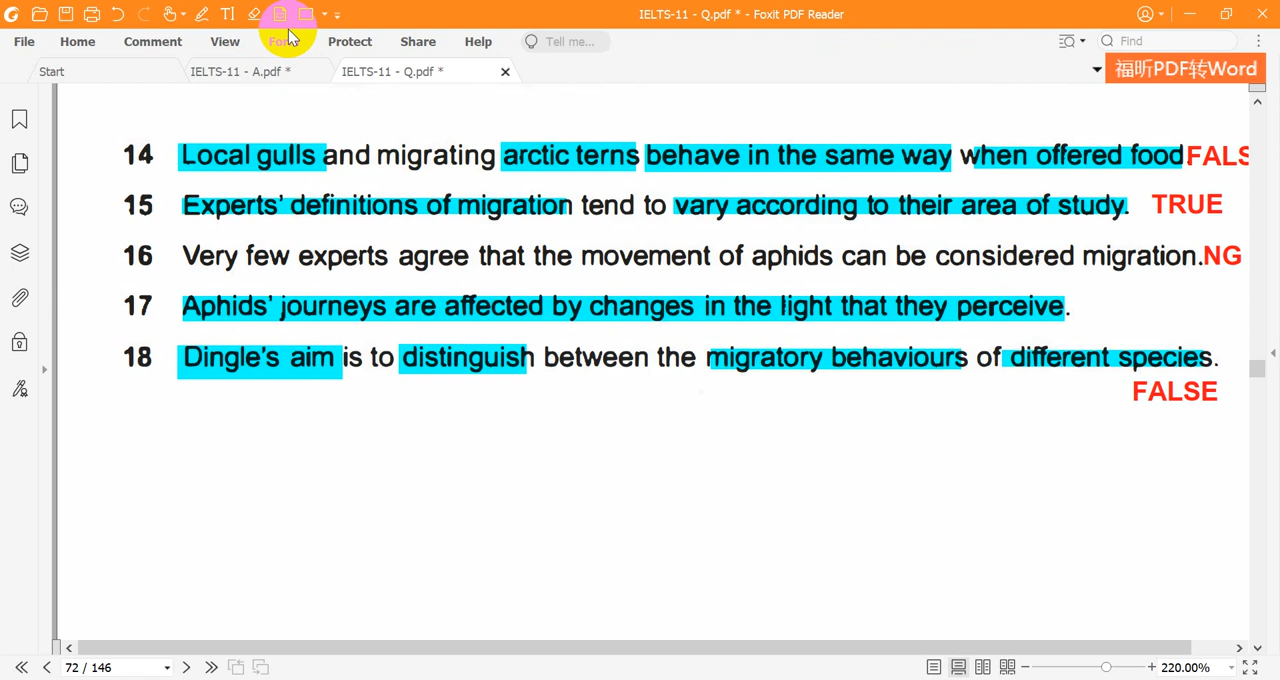 IELTS-11 - Q.pdf * - Foxit PDF Reader
File Home Comment View Form Protect Share Help Tell me... Find
Start IELTS-11 - A.pdf * IELTS-11 - Q.pdf * 福昕PDF转Word
14 Local gulls and migrating arctic terns behave in the same way when offered food. FALS
15 Experts' definitions of migration tend to vary according to their area of study. TRUE
16 Very few experts agree that the movement of aphids can be considered migration. NG
17 Aphids' journeys are affected by changes in the light that they perceive.
18 Dingle's aim is to distinguish between the migratory behaviours of different species.
FALSE
72 / 146 220.00%